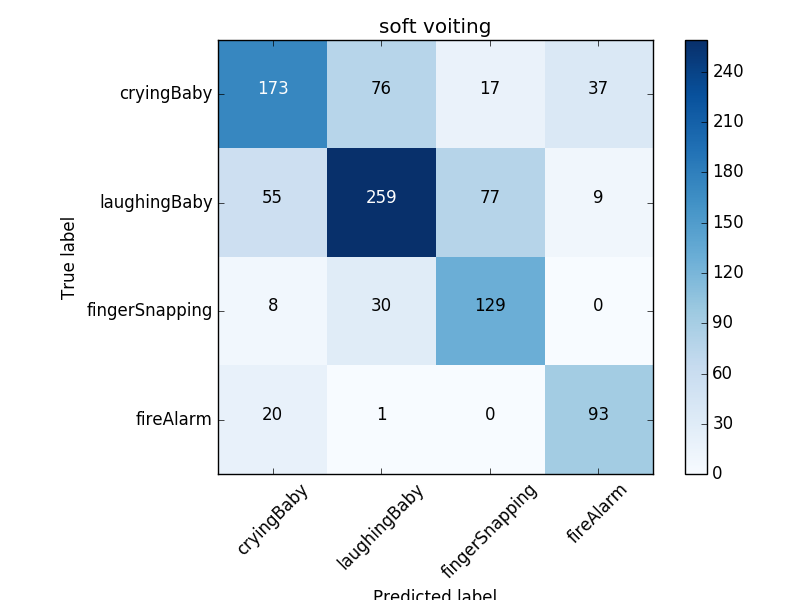 soft voiting
cryingBaby 173 76 17 37
laughingBaby 55 259 77 9
fingerSnapping 8 30 129 0
fireAlarm 20 1 0 93
cryingBaby laughingBaby fingerSnapping fireAlarm
True label
Predicted label
240
210
180
150
120
90
60
30
0